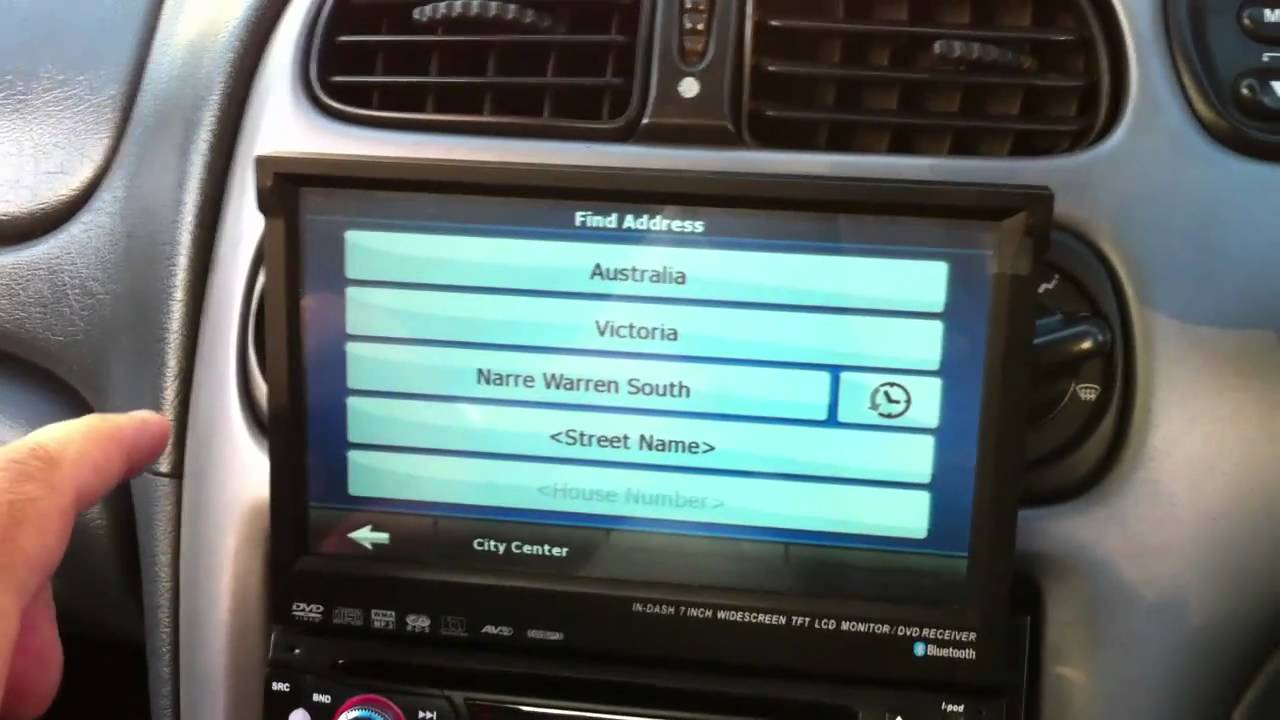 Find Address
Australia
Victoria
Narre Warren South
<Street Name>
<House Number>
City Center
IN-DASH 7 INCH WIDESCREEN TFT LCD MONITOR/DVD RECEIVER
Bluetooth
DVD
SRC
BND
i-pod